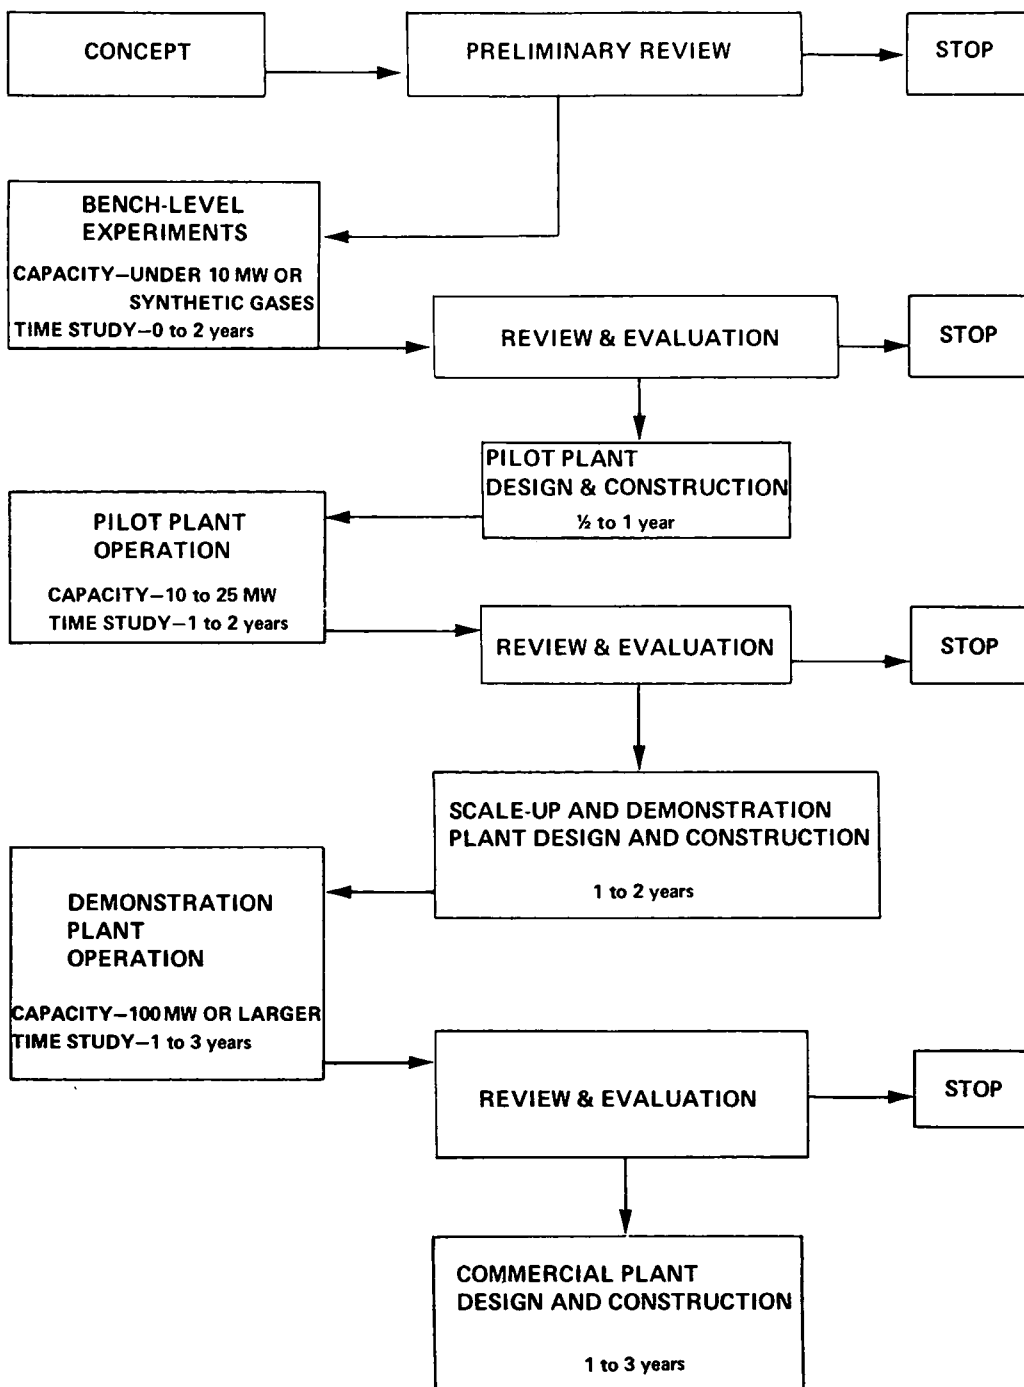 CONCEPT
PRELIMINARY REVIEW
STOP
BENCH-LEVEL
EXPERIMENTS
CAPACITY—UNDER 10 MW OR
SYNTHETIC GASES
TIME STUDY—0 to 2 years
REVIEW & EVALUATION
STOP
PILOT PLANT
DESIGN & CONSTRUCTION
½ to 1 year
PILOT PLANT
OPERATION
CAPACITY—10 to 25 MW
TIME STUDY—1 to 2 years
REVIEW & EVALUATION
STOP
SCALE-UP AND DEMONSTRATION
PLANT DESIGN AND CONSTRUCTION
1 to 2 years
DEMONSTRATION
PLANT
OPERATION
CAPACITY—100 MW OR LARGER
TIME STUDY—1 to 3 years
REVIEW & EVALUATION
STOP
COMMERCIAL PLANT
DESIGN AND CONSTRUCTION
1 to 3 years